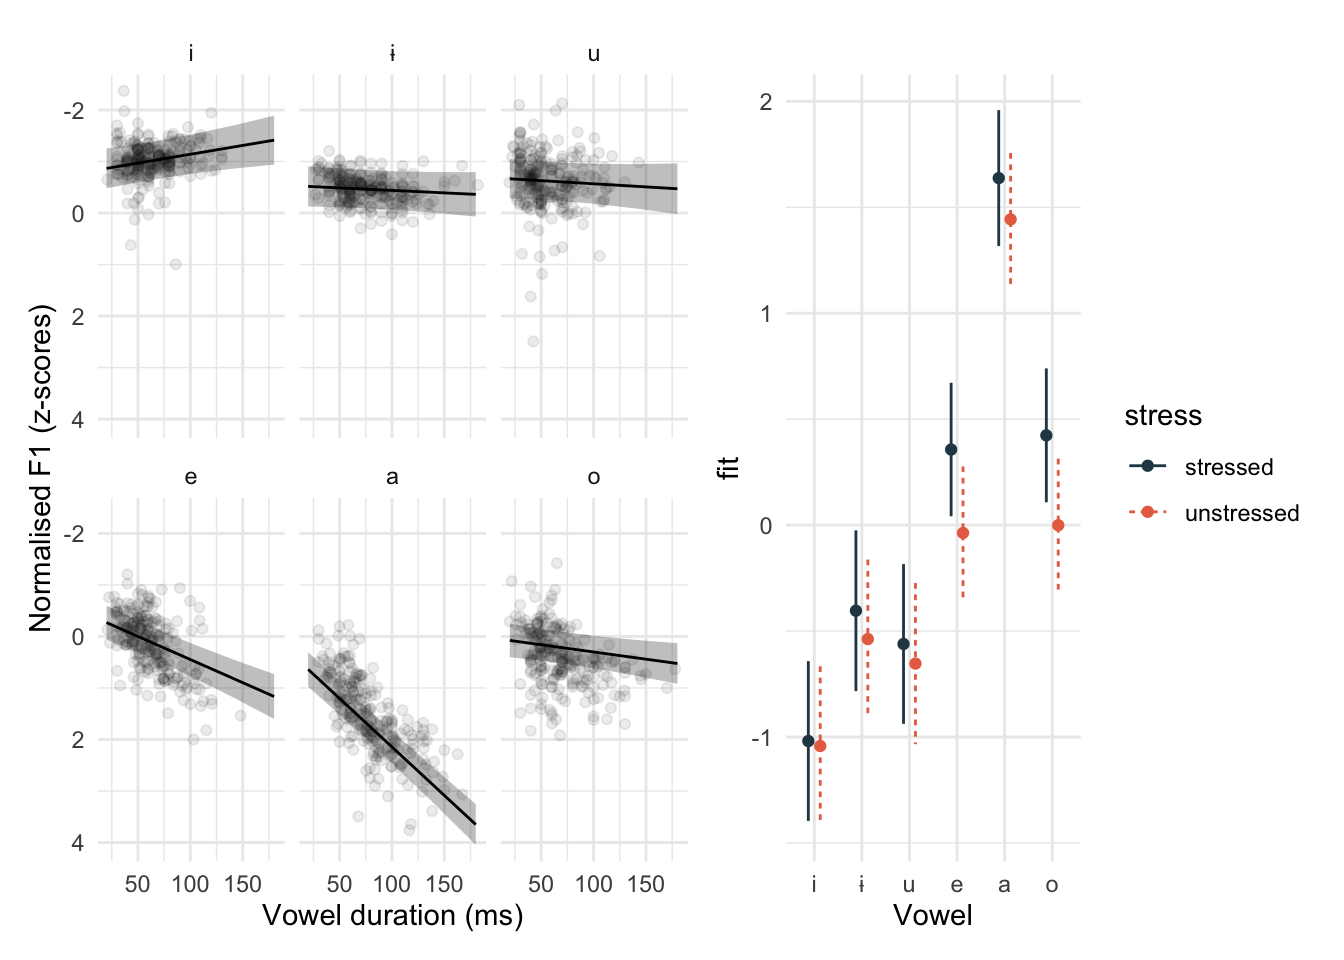 i ɨ u
-2
0
2
4
e a o
-2
0
2
4
50 100 150 50 100 150 50 100 150
Vowel duration (ms)
Normalised F1 (z-scores)
2
1
0
-1
fit
i ɨ u e a o
Vowel
stress
stressed
unstressed